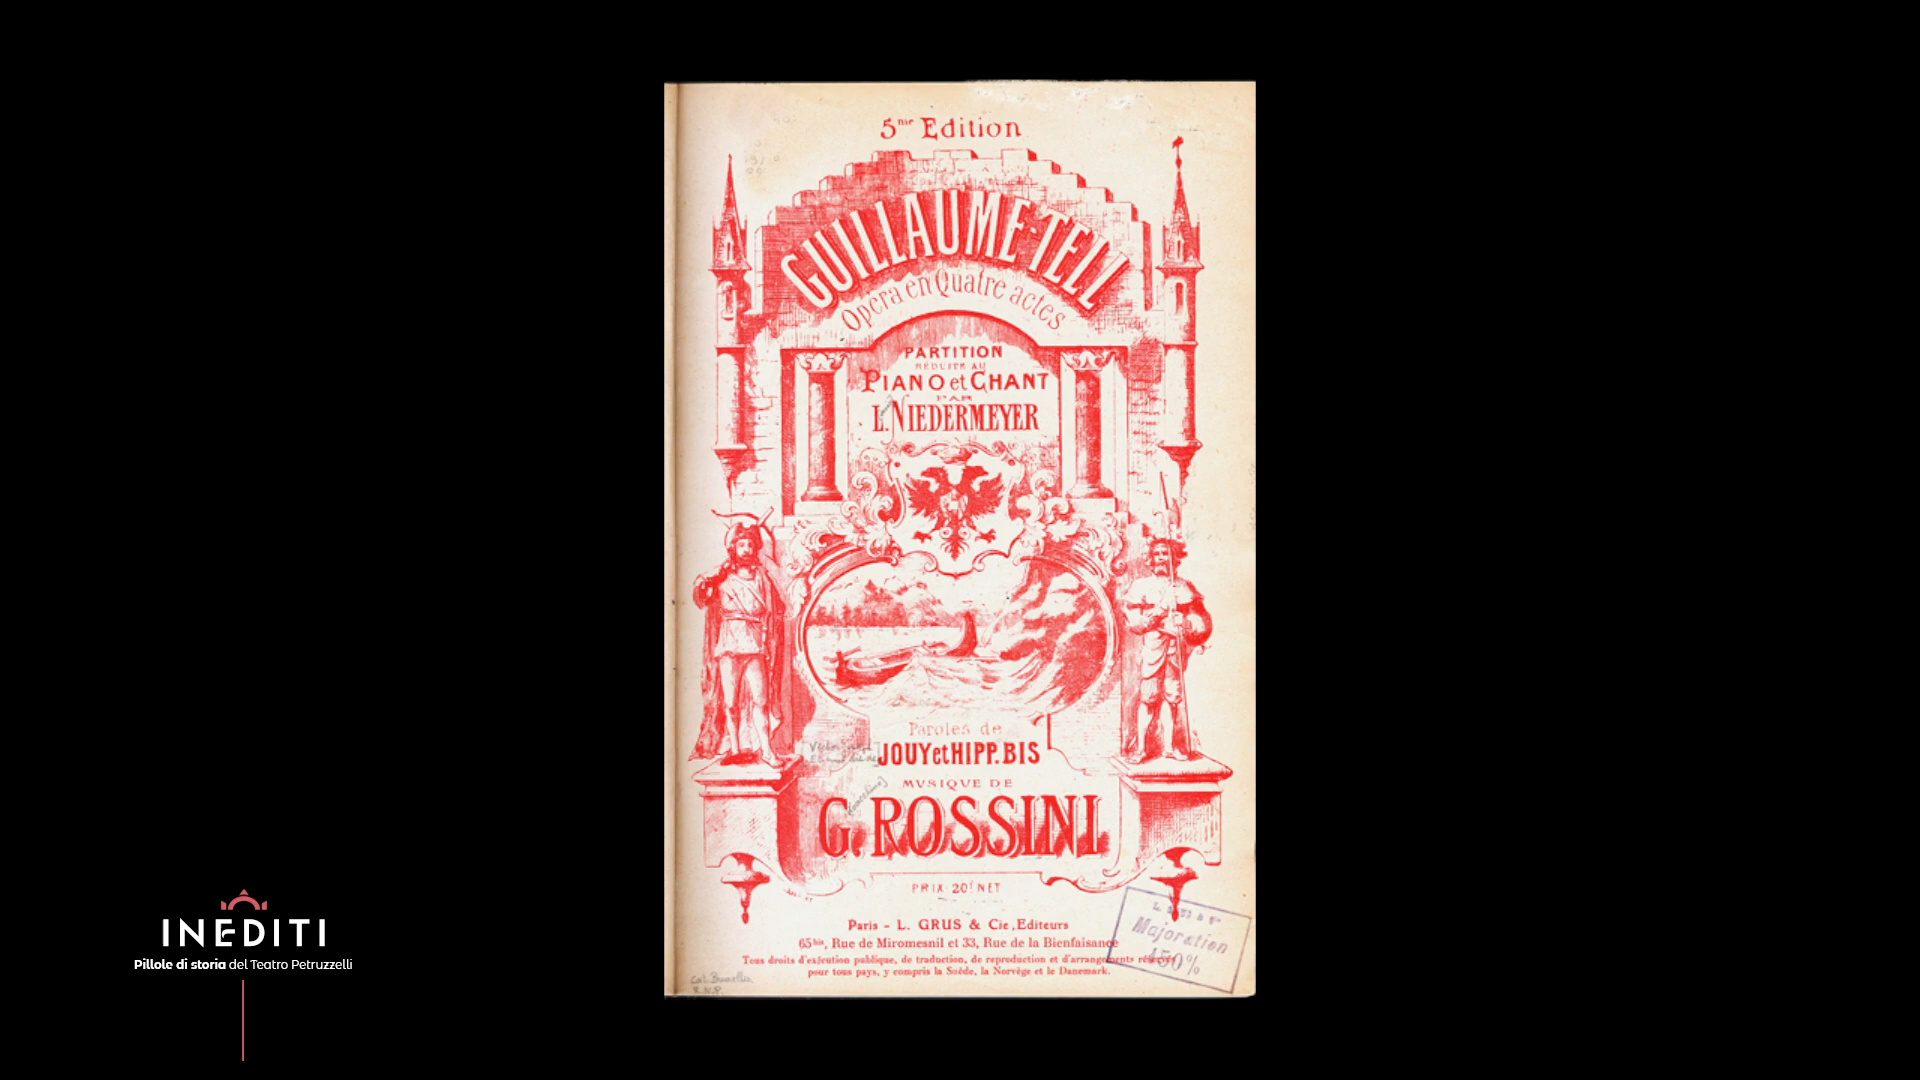 5me Edition
GUILLAUME-TELL
Opéra en Quatre actes
PARTITION
RÉDUITE AU
PIANO et CHANT
PAR
L. NIEDERMEYER
Paroles de
JOUY et HIPP. BIS
MVSIQVE DE
G. ROSSINI
PRIX 20f NET
Paris - L. GRUS & Cie, Editeurs
65bis, Rue de Miromesnil et 33, Rue de la Bienfaisance
Tous droits d'exécution publique, de traduction, de reproduction et d'arrangements réservés
pour tous pays, y compris la Suède, la Norvège et le Danemark.
Majoration
150%
INEDITI
Pillole di storia del Teatro Petruzzelli